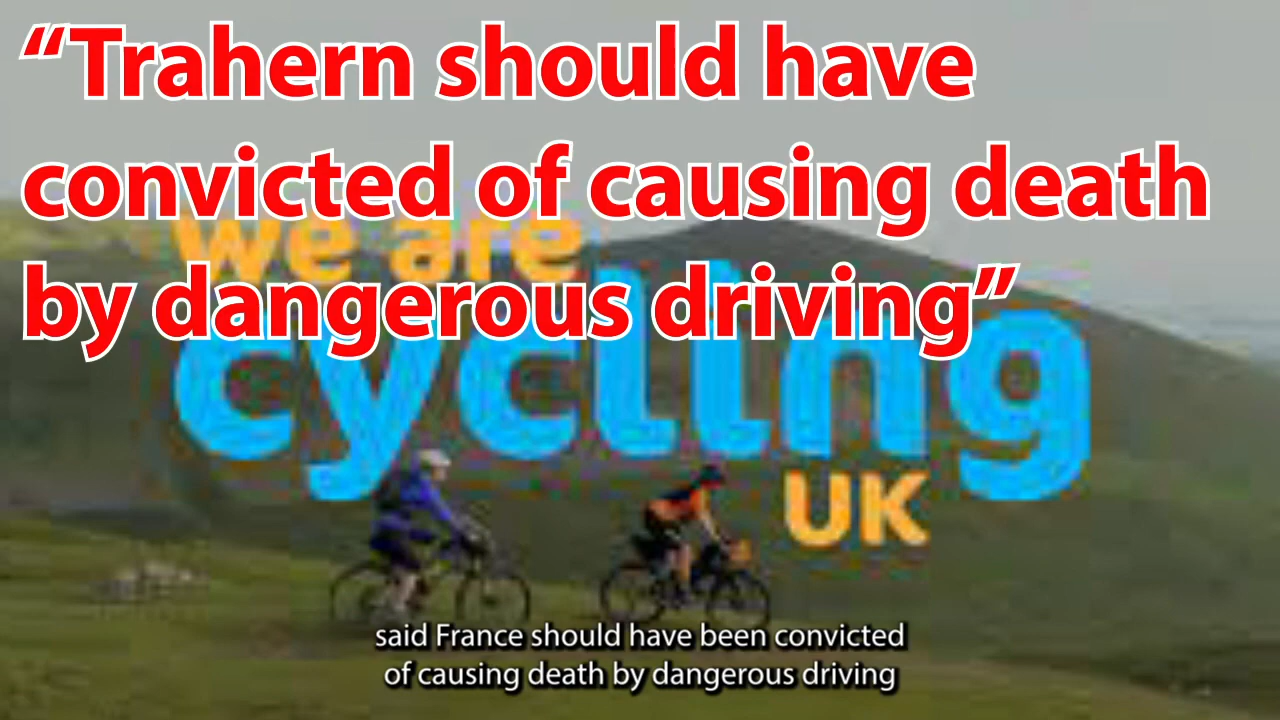 “Trahern should have
convicted of causing death
by dangerous driving”
we are
cycling
UK
said France should have been convicted
of causing death by dangerous driving